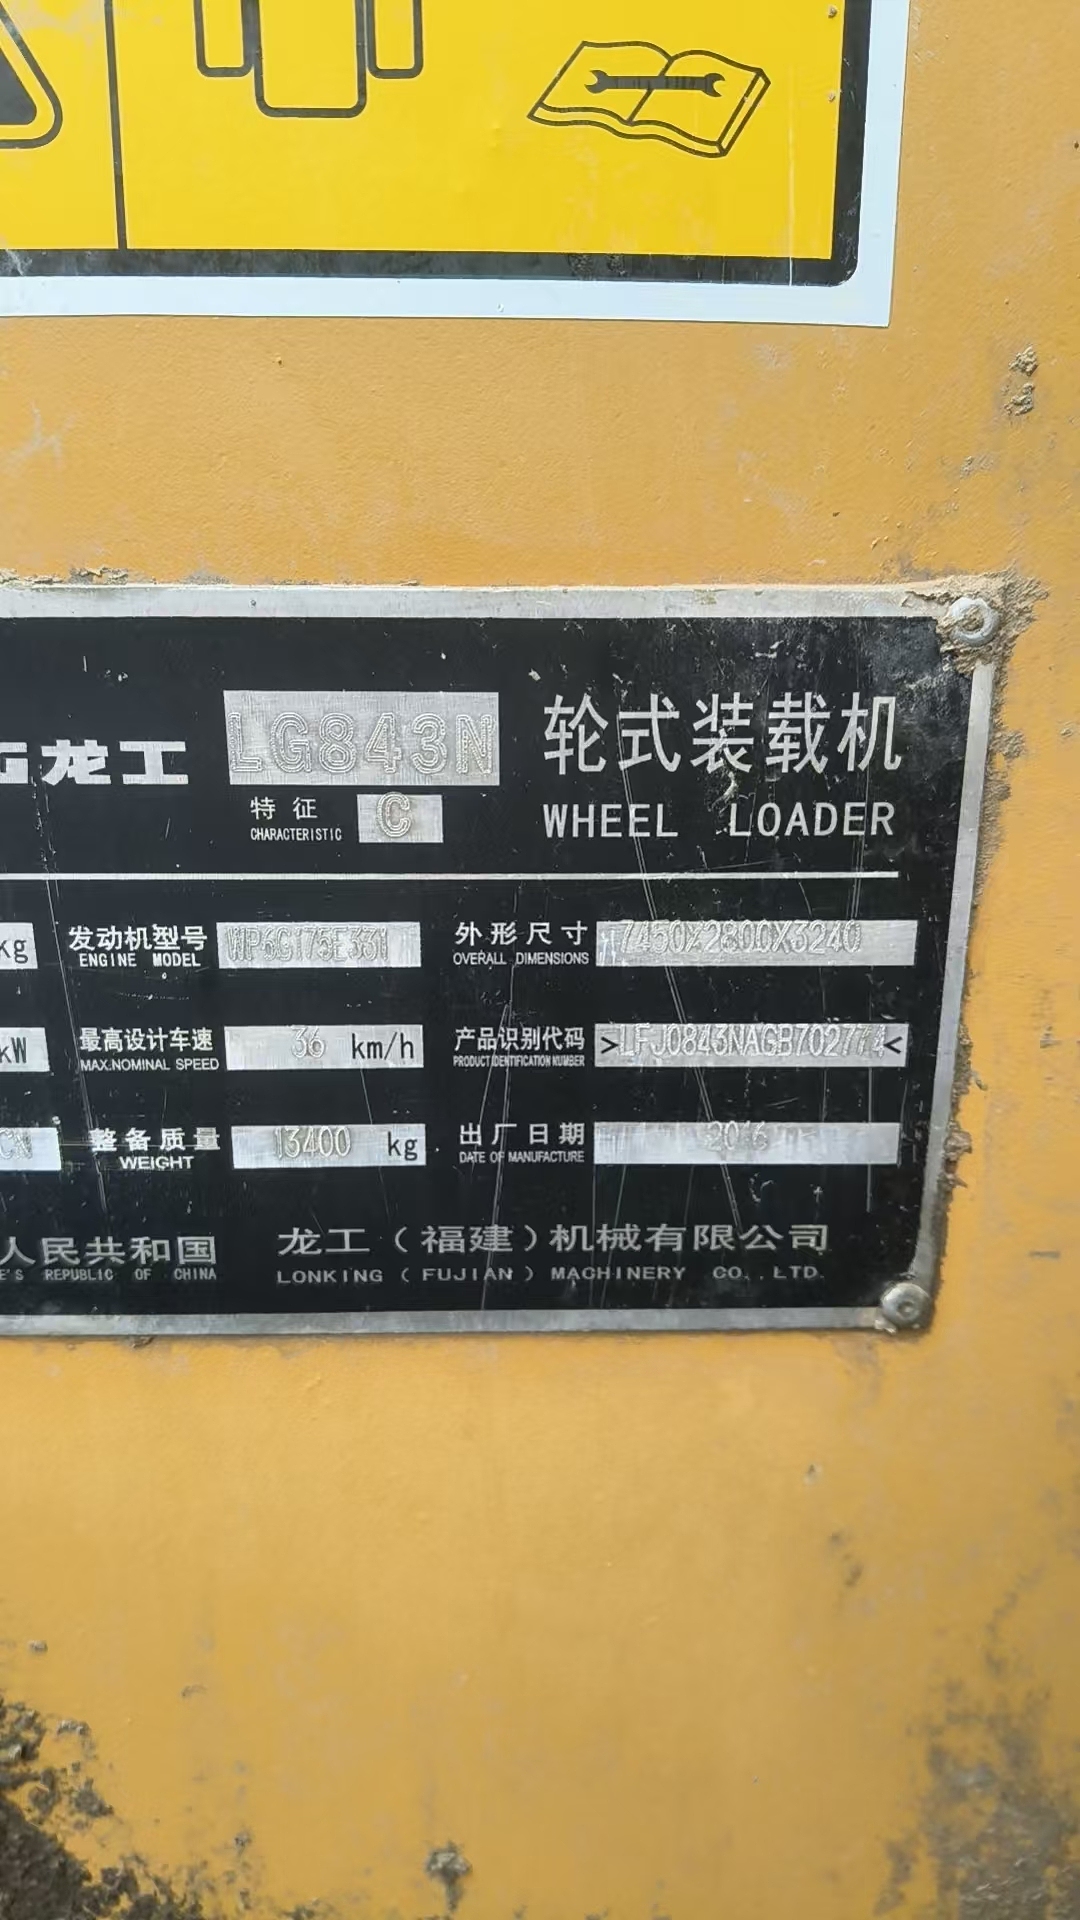 G龙工 LG843N 轮式装载机
特征 C
CHARACTERISTIC
WHEEL LOADER
kg 发动机型号 WP6G175E331 外形尺寸 7450X2800X3240
ENGINE MODEL OVERALL DIMENSIONS
kW 最高设计车速 36 km/h 产品识别代码 >LFJ0843NAGB702774<
MAX.NOMINAL SPEED PRODUCT IDENTIFICATION NUMBER
CN 整备质量 13400 kg 出厂日期 2016
WEIGHT DATE OF MANUFACTURE
人民共和国 龙工（福建）机械有限公司
E'S REPUBLIC OF CHINA LONKING (FUJIAN) MACHINERY CO.,LTD.